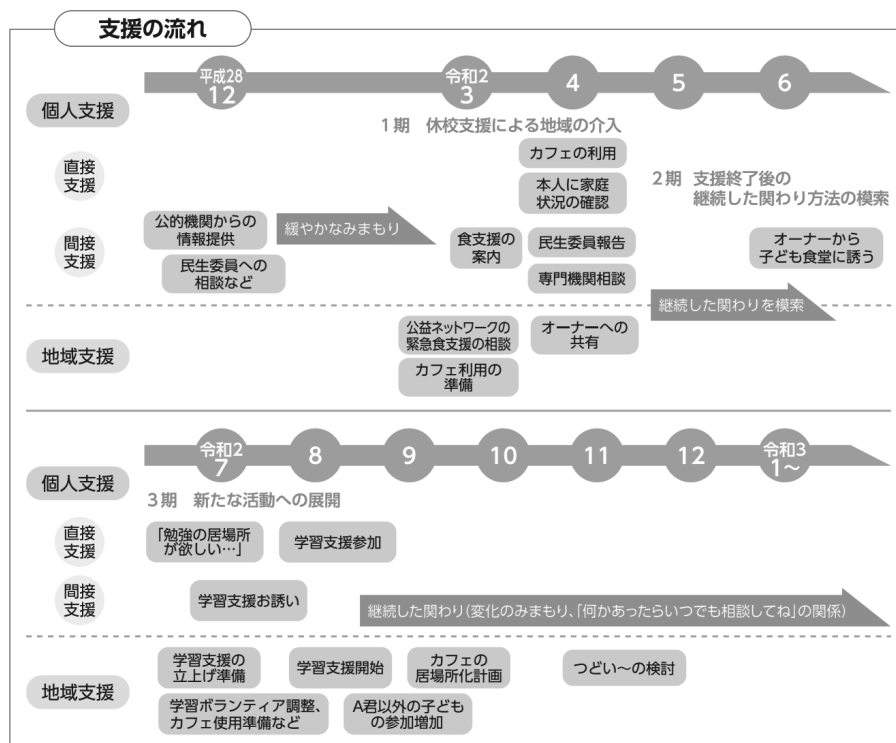 支援の流れ
平成28
12
令和2
3
4
5
6
個人支援
1期 休校支援による地域の介入
直接
支援
カフェの利用
本人に家庭
状況の確認
2期 支援終了後の
継続した関わり方法の模索
間接
支援
公的機関からの
情報提供
民生委員への
相談など
緩やかなみまもり
食支援の
案内
民生委員報告
専門機関相談
オーナーから
子ども食堂に誘う
継続した関わりを模索
地域支援
公益ネットワークの
緊急食支援の相談
カフェ利用の
準備
オーナーへの
共有
令和2
7
8
9
10
11
12
令和3
1〜
個人支援
3期 新たな活動への展開
直接
支援
「勉強の居場所
が欲しい…」
学習支援参加
間接
支援
学習支援お誘い
継続した関わり(変化のみまもり、「何かあったらいつでも相談してね」の関係)
地域支援
学習支援の
立上げ準備
学習支援開始
カフェの
居場所化計画
つどい〜の検討
学習ボランティア調整、
カフェ使用準備など
A君以外の子ども
の参加増加